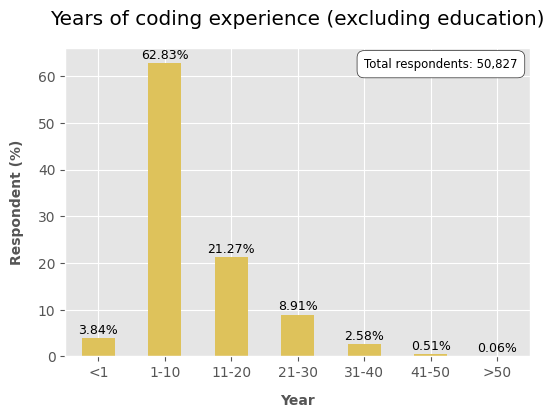 Years of coding experience (excluding education)
Total respondents: 50,827
Respondent (%)
60
50
40
30
20
10
0
3.84%
62.83%
21.27%
8.91%
2.58%
0.51%
0.06%
<1 1-10 11-20 21-30 31-40 41-50 >50
Year